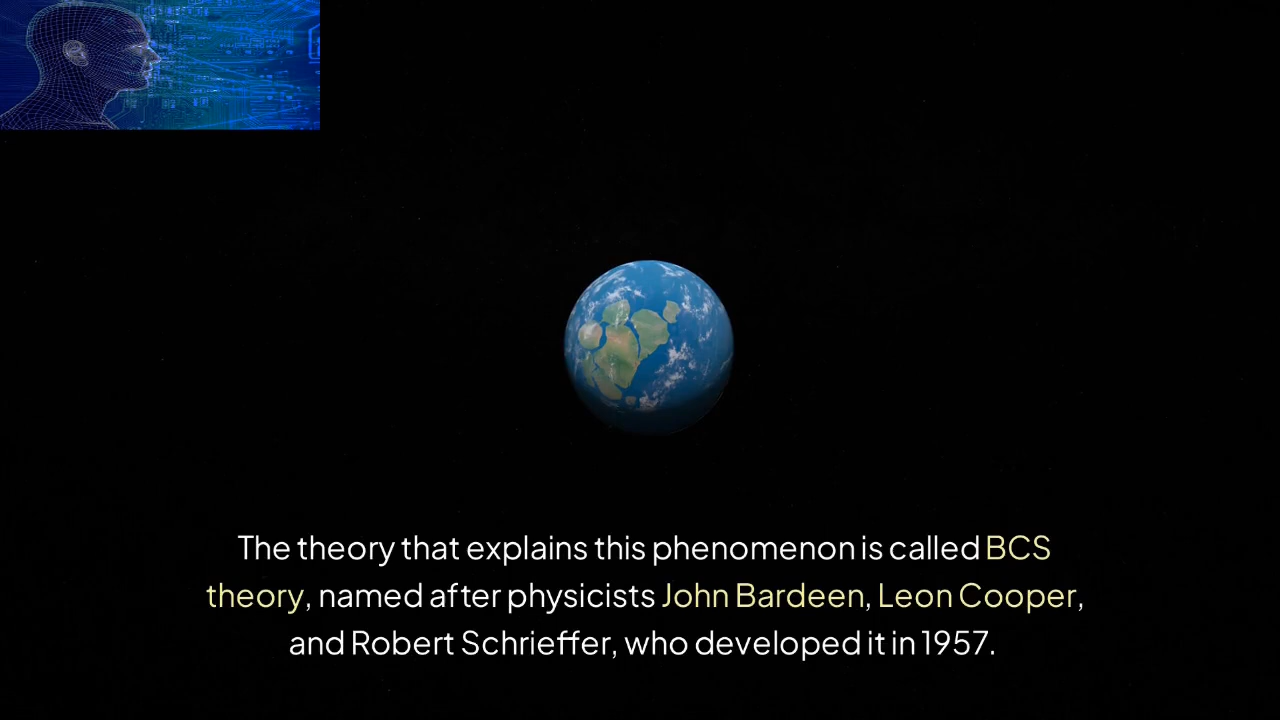 The theory that explains this phenomenon is called BCS
theory, named after physicists John Bardeen, Leon Cooper,
and Robert Schrieffer, who developed it in 1957.